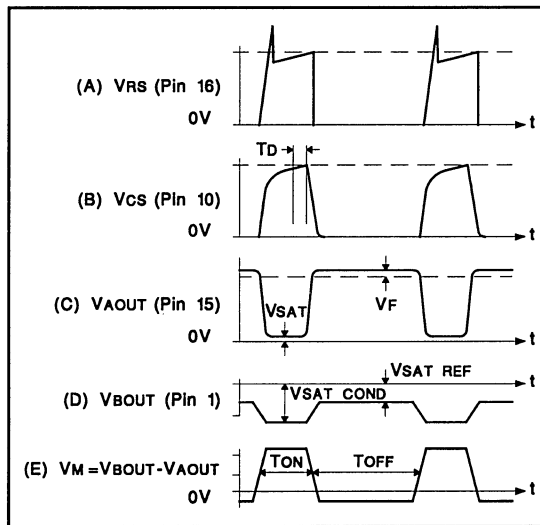 (A) VRS (Pin 16)
0V
t
TD
(B) VCS (Pin 10)
0V
t
(C) VAOUT (Pin 15)
VSAT
VF
0V
t
VSAT REF
t
VSAT COND
(D) VBOUT (Pin 1)
(E) VM =VBOUT-VAOUT
TON
TOFF
0V
t